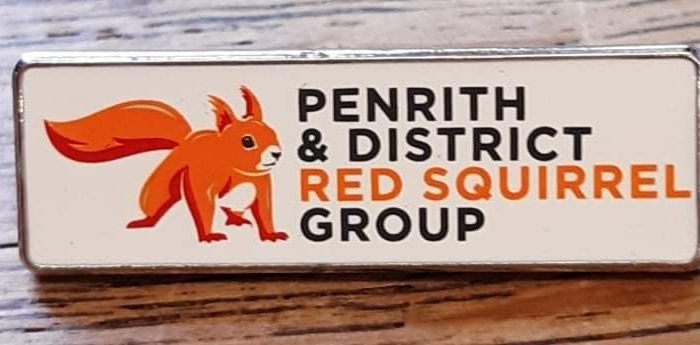 PENRITH
& DISTRICT
RED SQUIRREL
GROUP